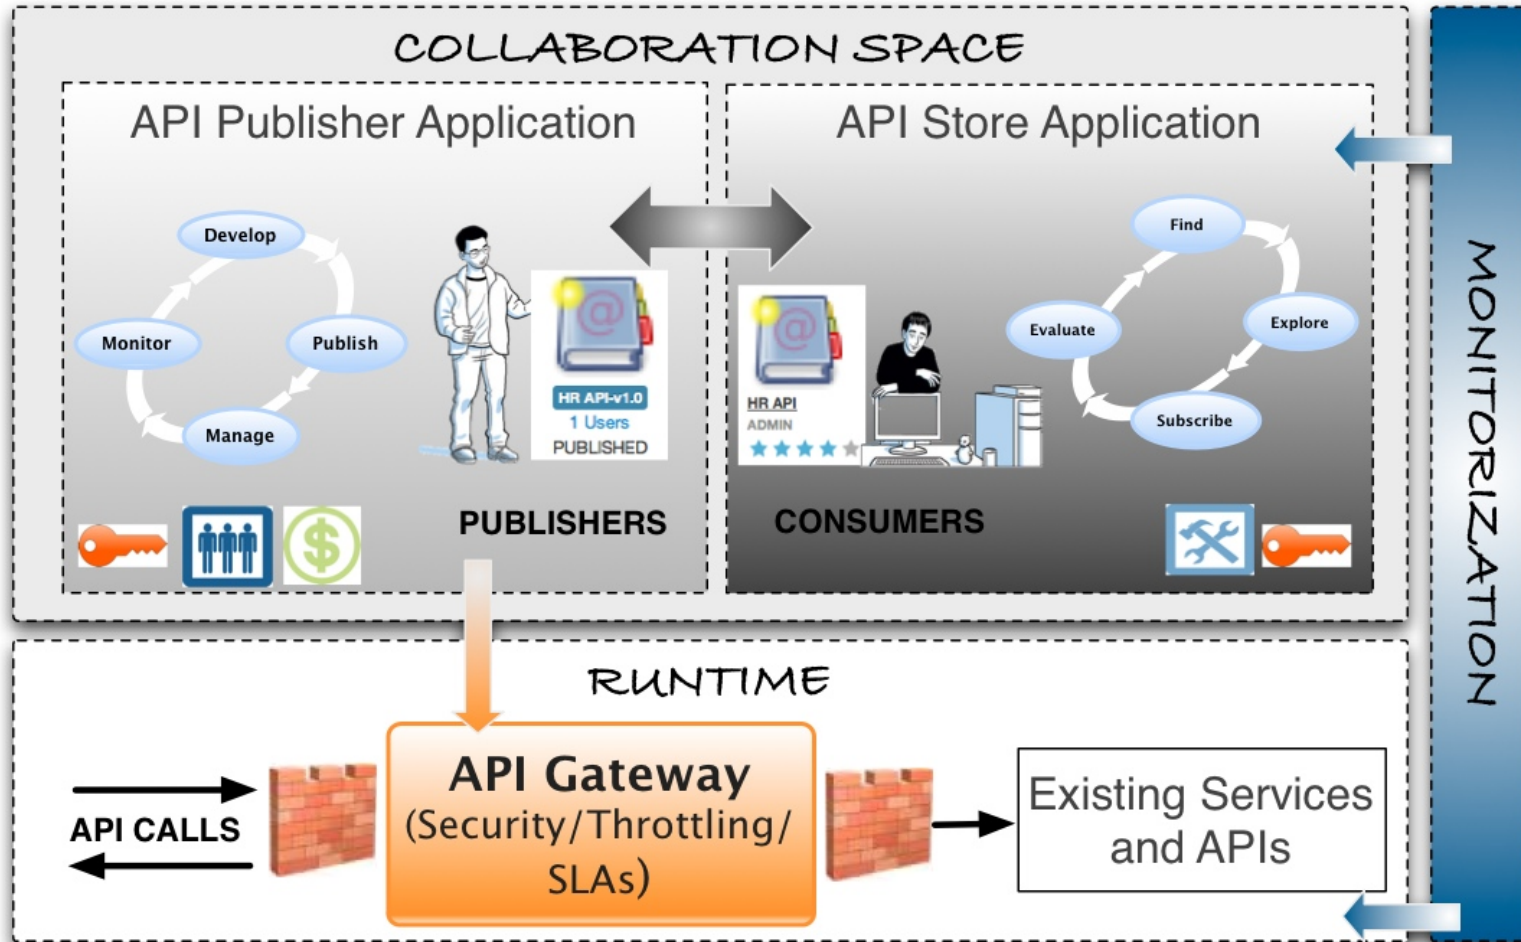 COLLABORATION SPACE
API Publisher Application
Develop
Monitor
Publish
Manage
HR API-v1.0
1 Users
PUBLISHED
PUBLISHERS
API Store Application
Find
Evaluate
Explore
Subscribe
HR API
ADMIN
CONSUMERS
MONITORIZATION
RUNTIME
API CALLS
API Gateway
(Security/Throttling/
SLAs)
Existing Services
and APIs